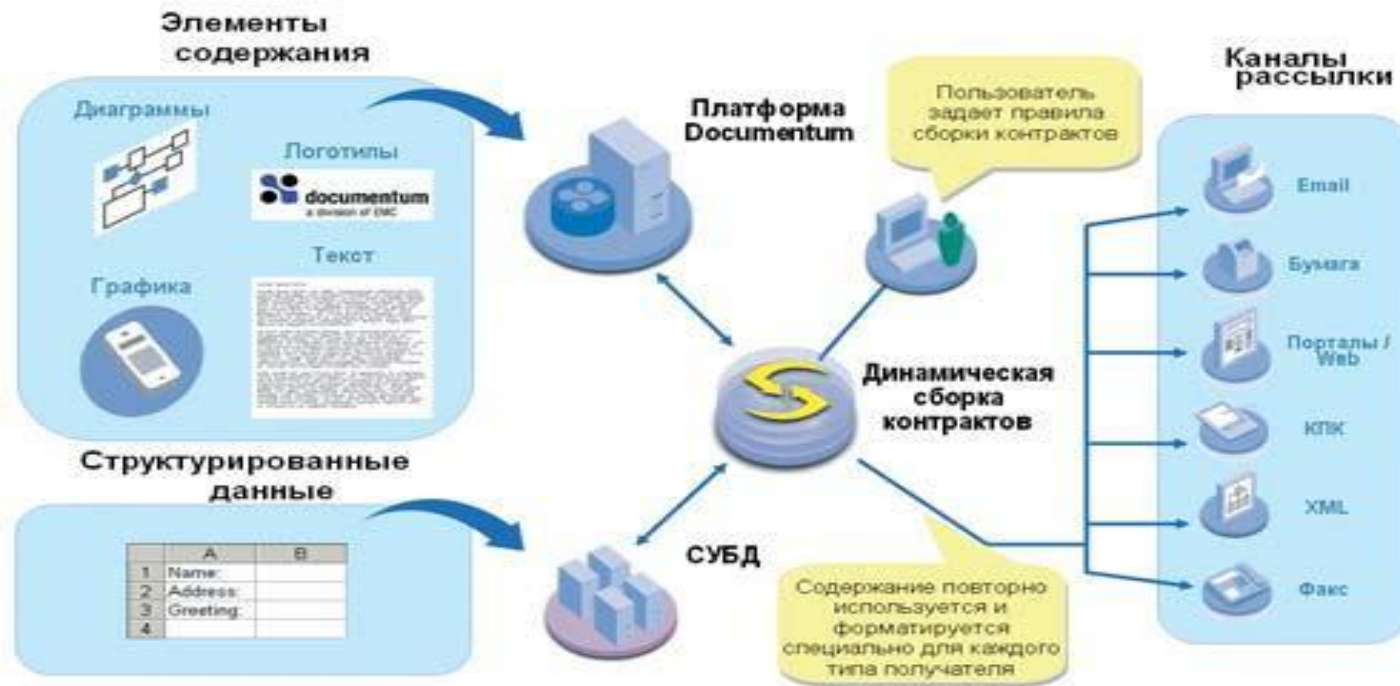 Элементы
содержания
Диаграммы
Логотипы
documentum
a division of EMC
Текст
Графика
Структурированные
данные
A B
1 Name:
2 Address:
3 Greeting:
4
Платформа
Documentum
Пользователь
задает правила
сборки контрактов
Динамическая
сборка
контрактов
СУБД
Содержание повторно
используется и
форматируется
специально для каждого
типа получателя
Каналы
рассылки
Email
Бумага
Порталы /
Web
КПК
XML
Факс